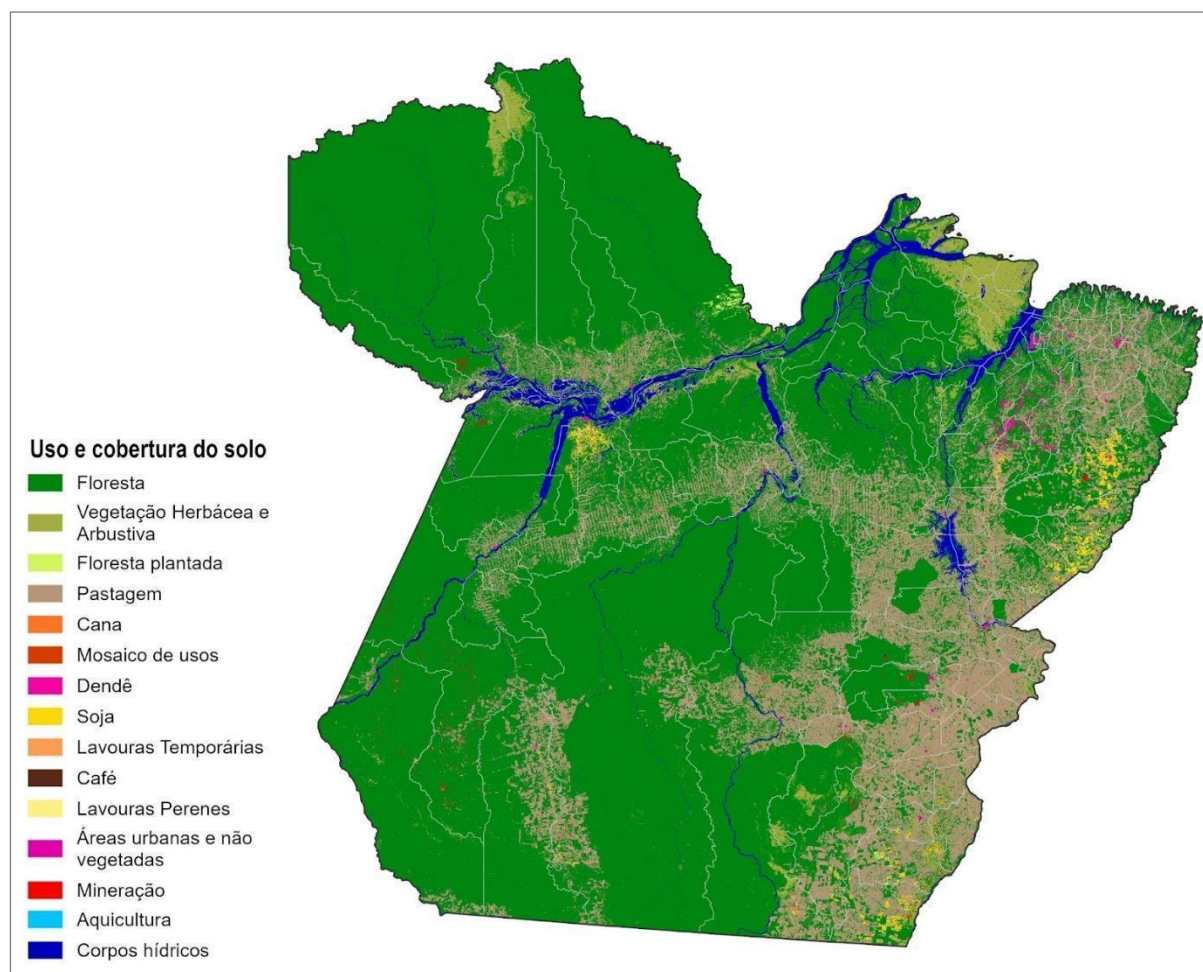 Uso e cobertura do solo
Floresta
Vegetação Herbácea e
Arbustiva
Floresta plantada
Pastagem
Cana
Mosaico de usos
Dendê
Soja
Lavouras Temporárias
Café
Lavouras Perenes
Áreas urbanas e não
vegetadas
Mineração
Aquicultura
Corpos hídricos